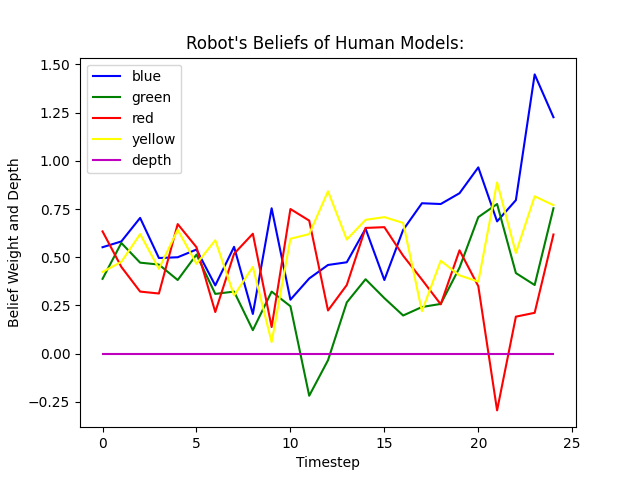 Robot's Beliefs of Human Models:
blue
green
red
yellow
depth
1.50
1.25
1.00
0.75
0.50
0.25
0.00
−0.25
Belief Weight and Depth
0 5 10 15 20 25
Timestep